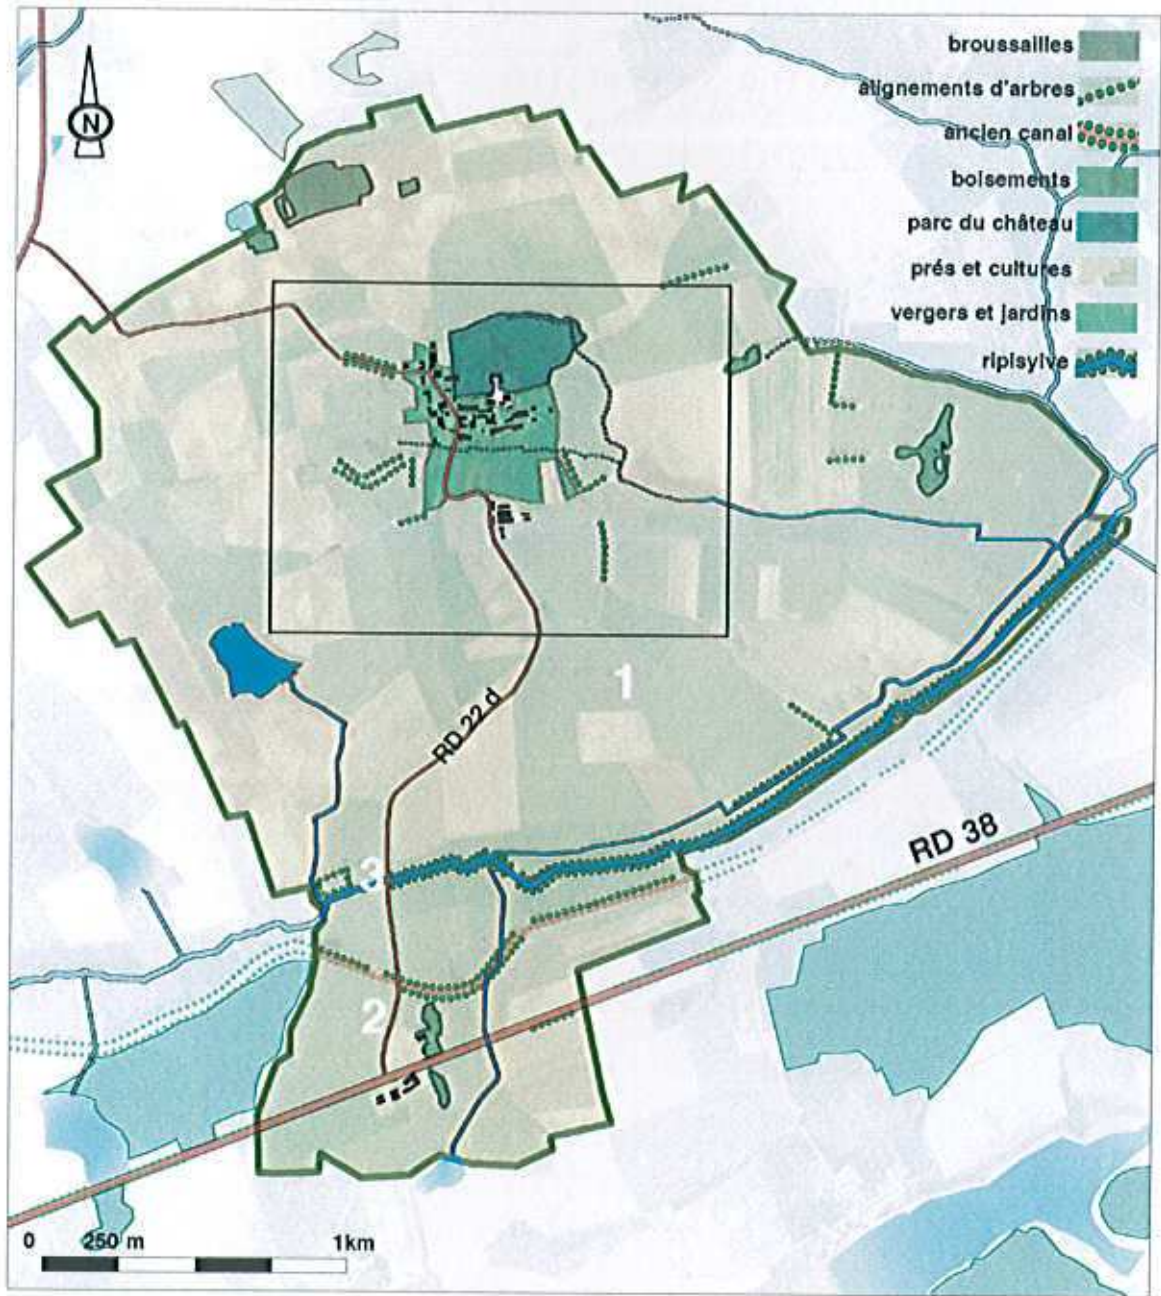 broussailles
alignements d'arbres
ancien canal
N
boisements
parc du château
prés et cultures
vergers et jardins
ripisylve
1
RD 22 d
RD 38
3
2
0 250 m 1km